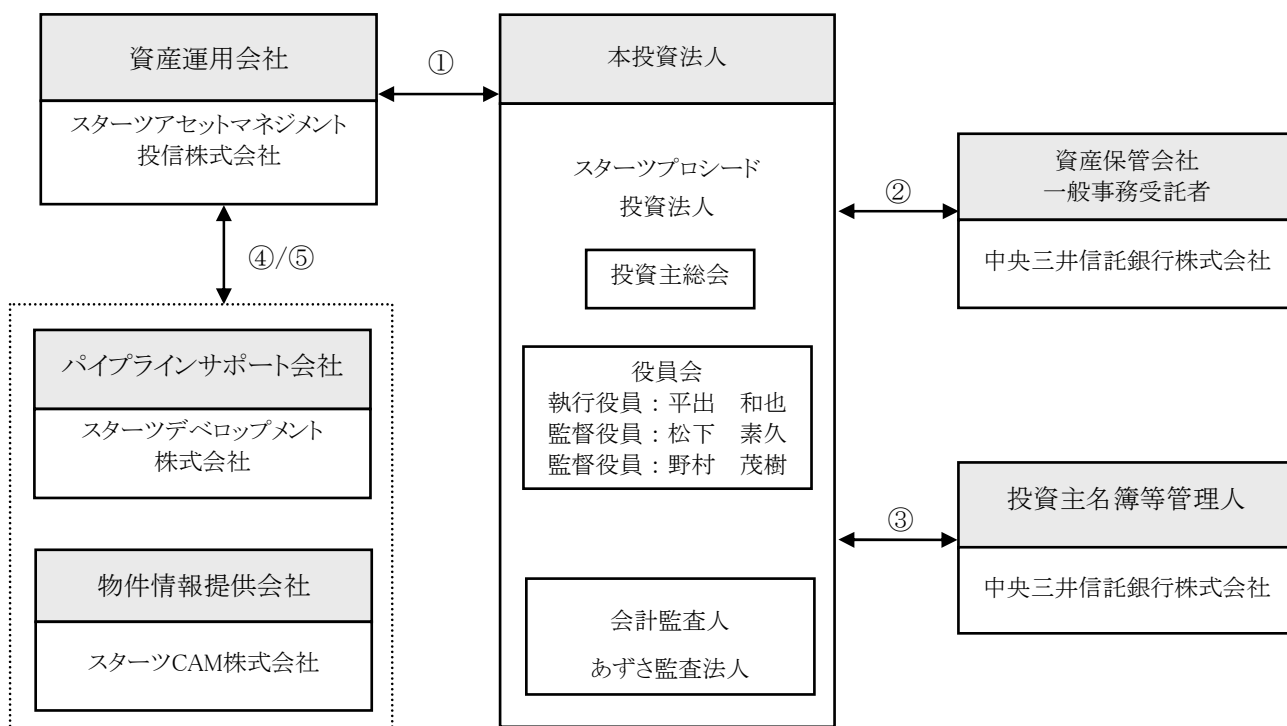 資産運用会社
スターツアセットマネジメント
投信株式会社
①
④/⑤
パイプラインサポート会社
スターツデベロップメント
株式会社
物件情報提供会社
スターツCAM株式会社
本投資法人
スターツプロシード
投資法人
投資主総会
役員会
執行役員：平出　和也
監督役員：松下　素久
監督役員：野村　茂樹
会計監査人
あずさ監査法人
②
資産保管会社
一般事務受託者
中央三井信託銀行株式会社
③
投資主名簿等管理人
中央三井信託銀行株式会社